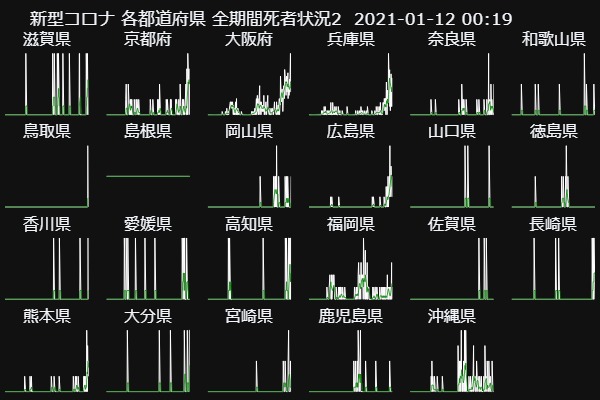 新型コロナ 各都道府県 全期間死者状況2 2021-01-12 00:19
滋賀県 京都府 大阪府 兵庫県 奈良県 和歌山県
鳥取県 島根県 岡山県 広島県 山口県 徳島県
香川県 愛媛県 高知県 福岡県 佐賀県 長崎県
熊本県 大分県 宮崎県 鹿児島県 沖縄県